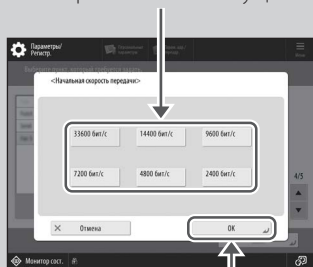 Параметры/
Регистр.
<Начальная скорость передачи>
33600 бит/с
14400 бит/с
9600 бит/с
7200 бит/с
4800 бит/с
2400 бит/с
4/5
Отмена
OK
Монитор сост.